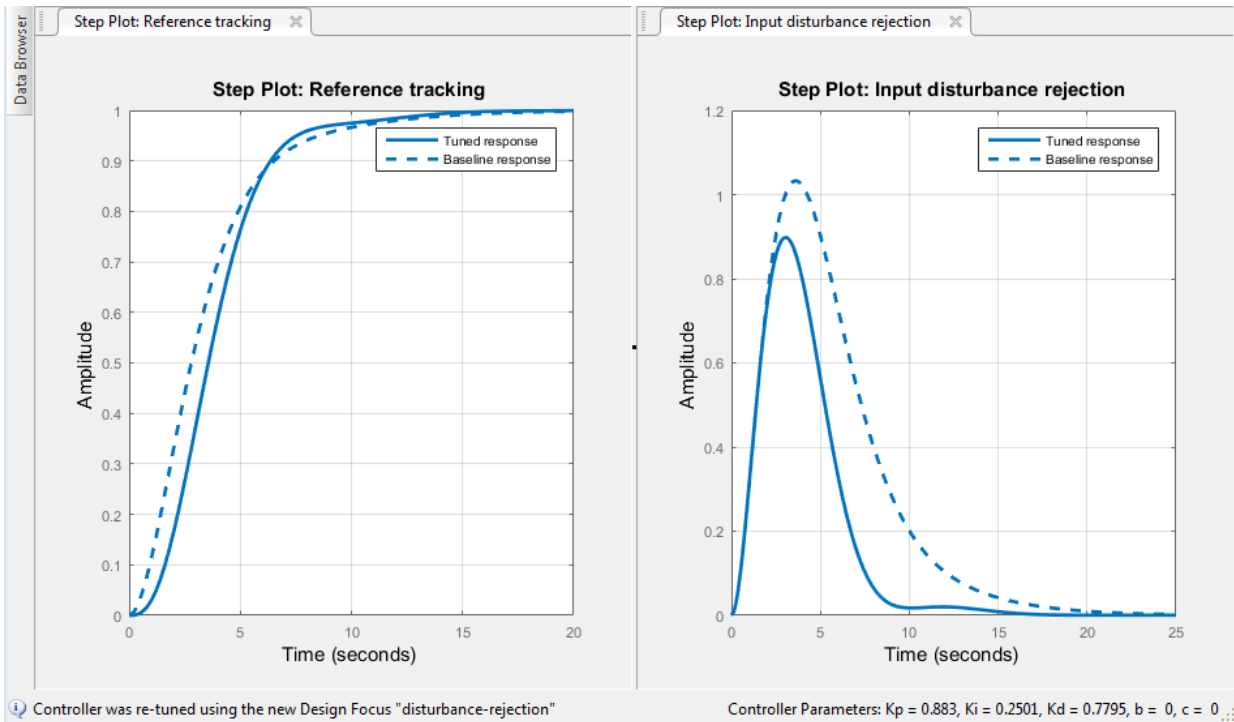 Data Browser
Step Plot: Reference tracking
Step Plot: Input disturbance rejection
Step Plot: Reference tracking
1
0.9
0.8
0.7
0.6
0.5
0.4
0.3
0.2
0.1
0
Amplitude
Tuned response
Baseline response
0 5 10 15 20
Time (seconds)
Step Plot: Input disturbance rejection
1.2
1
0.8
0.6
0.4
0.2
0
Amplitude
Tuned response
Baseline response
0 5 10 15 20 25
Time (seconds)
Controller was re-tuned using the new Design Focus "disturbance-rejection"
Controller Parameters: Kp = 0.883, Ki = 0.2501, Kd = 0.7795, b = 0, c = 0